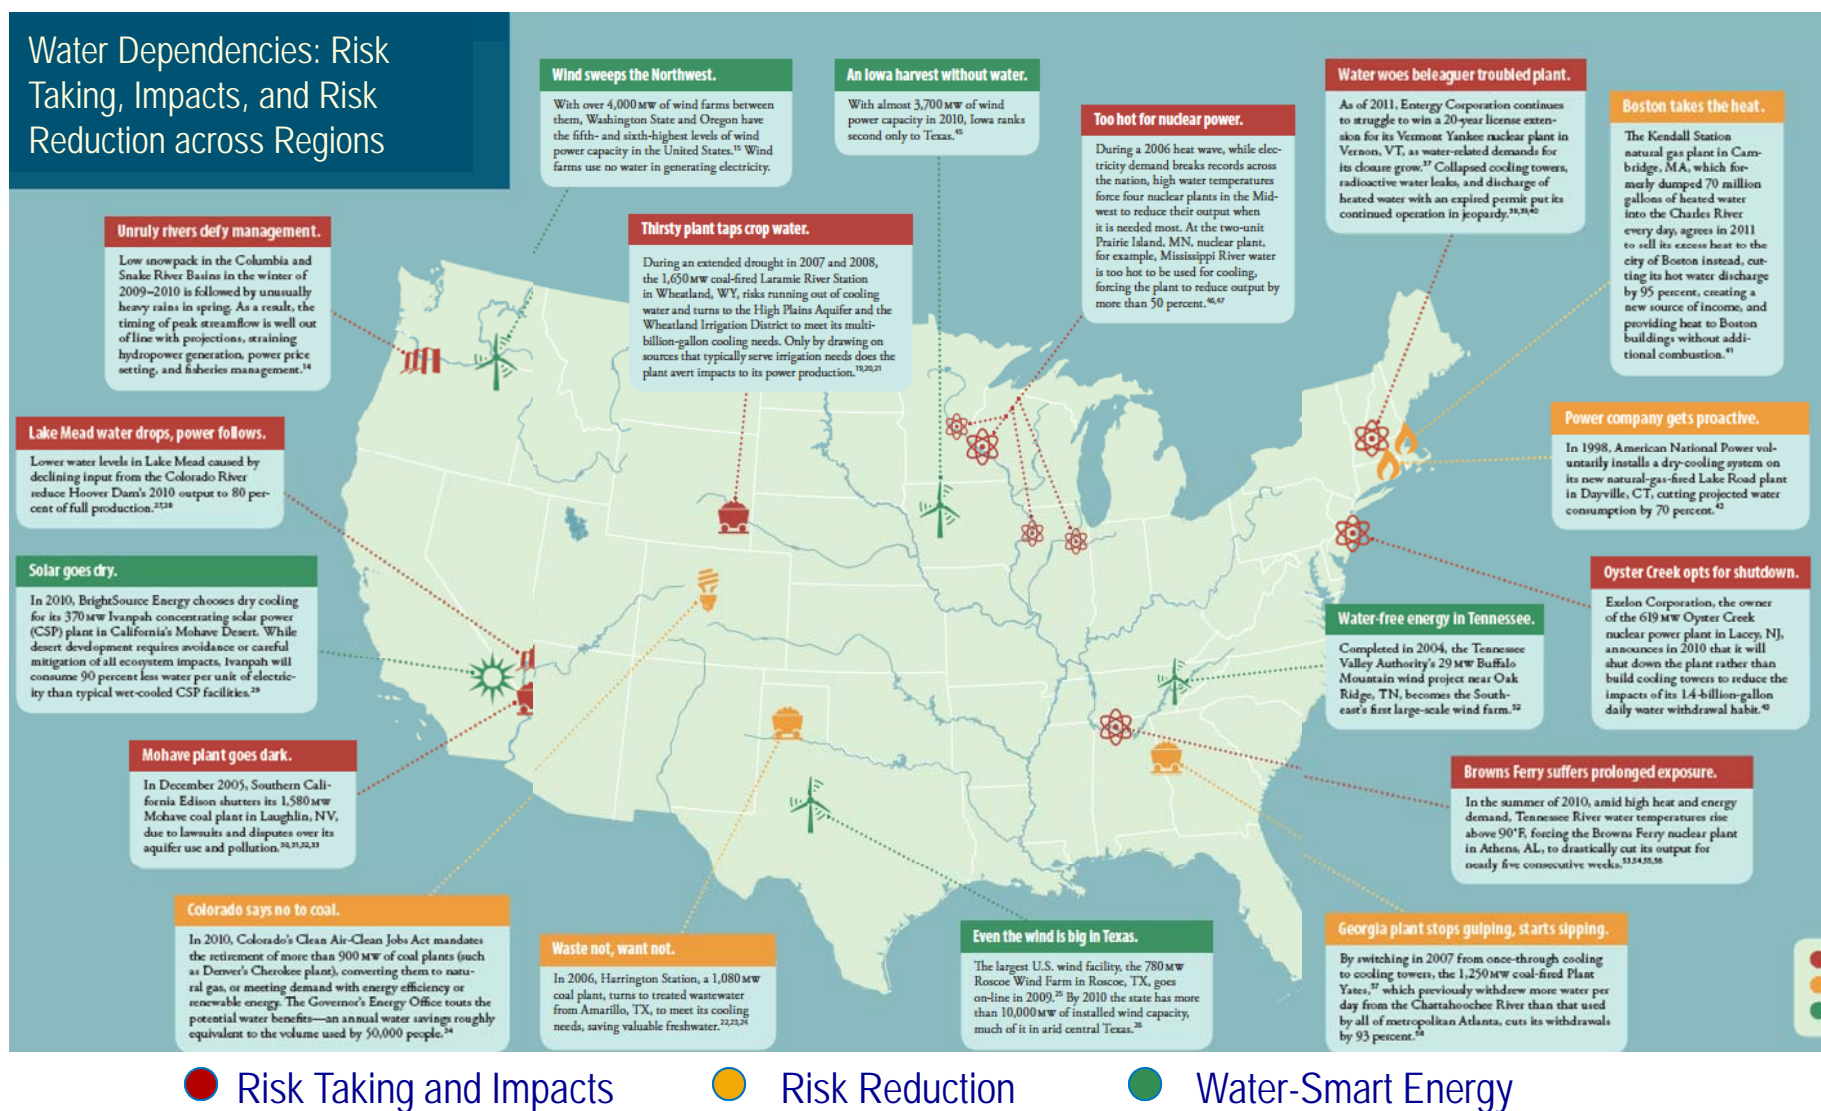 Water Dependencies: Risk
Taking, Impacts, and Risk
Reduction across Regions
Wind sweeps the Northwest.
With over 4,000 MW of wind farms between
them, Washington State and Oregon have
the fifth- and sixth-highest levels of wind
power capacity in the United States.15 Wind
farms use no water in generating electricity.
An Iowa harvest without water.
With almost 3,700 MW of wind
power capacity in 2010, Iowa ranks
second only to Texas.45
Too hot for nuclear power.
During a 2006 heat wave, while elec-
tricity demand breaks records across
the nation, high water temperatures
force four nuclear plants in the Mid-
west to reduce their output when
it is needed most. At the two-unit
Prairie Island, MN, nuclear plant,
for example, Mississippi River water
is too hot to be used for cooling,
forcing the plant to reduce output by
more than 50 percent.46,47
Water woes beleaguer troubled plant.
As of 2011, Entergy Corporation continues
to struggle to win a 20-year license exten-
sion for its Vermont Yankee nuclear plant in
Vernon, VT, as water-related demands for
its closure grow.37 Collapsed cooling towers,
radioactive water leaks, and discharge of
heated water with an expired permit put its
continued operation in jeopardy.38,39,40
Boston takes the heat.
The Kendall Station
natural gas plant in Cam-
bridge, MA, which for-
merly dumped 70 million
gallons of heated water
into the Charles River
every day, agrees in 2011
to sell its excess heat to the
city of Boston instead, cut-
ting its hot water discharge
by 95 percent, creating a
new source of income, and
providing heat to Boston
buildings without addi-
tional combustion.41
Unruly rivers defy management.
Low snowpack in the Columbia and
Snake River Basins in the winter of
2009–2010 is followed by unusually
heavy rains in spring. As a result, the
timing of peak streamflow is well out
of line with projections, straining
hydropower generation, power price
setting, and fisheries management.14
Thirsty plant taps crop water.
During an extended drought in 2007 and 2008,
the 1,650 MW coal-fired Laramie River Station
in Wheatland, WY, risks running out of cooling
water and turns to the High Plains Aquifer and the
Wheatland Irrigation District to meet its multi-
billion-gallon cooling needs. Only by drawing on
sources that typically serve irrigation needs does the
plant avert impacts to its power production.19,20,21
Lake Mead water drops, power follows.
Lower water levels in Lake Mead caused by
declining input from the Colorado River
reduce Hoover Dam's 2010 output to 80 per-
cent of full production.27,28
Power company gets proactive.
In 1998, American National Power vol-
untarily installs a dry-cooling system on
its new natural-gas-fired Lake Road plant
in Dayville, CT, cutting projected water
consumption by 70 percent.42
Solar goes dry.
In 2010, BrightSource Energy chooses dry cooling
for its 370 MW Ivanpah concentrating solar power
(CSP) plant in California's Mohave Desert. While
desert development requires avoidance or careful
mitigation of all ecosystem impacts, Ivanpah will
consume 90 percent less water per unit of electric-
ity than typical wet-cooled CSP facilities.29
Oyster Creek opts for shutdown.
Exelon Corporation, the owner
of the 619 MW Oyster Creek
nuclear power plant in Lacey, NJ,
announces in 2010 that it will
shut down the plant rather than
build cooling towers to reduce the
impacts of its 1.4-billion-gallon
daily water withdrawal habit.43
Water-free energy in Tennessee.
Completed in 2004, the Tennessee
Valley Authority's 29 MW Buffalo
Mountain wind project near Oak
Ridge, TN, becomes the South-
east's first large-scale wind farm.52
Mohave plant goes dark.
In December 2005, Southern Cali-
fornia Edison shutters its 1,580 MW
Mohave coal plant in Laughlin, NV,
due to lawsuits and disputes over its
aquifer use and pollution.30,31,32,33
Browns Ferry suffers prolonged exposure.
In the summer of 2010, amid high heat and energy
demand, Tennessee River water temperatures rise
above 90°F, forcing the Browns Ferry nuclear plant
in Athens, AL, to drastically cut its output for
nearly five consecutive weeks.53,54,55,56
Colorado says no to coal.
In 2010, Colorado's Clean Air-Clean Jobs Act mandates
the retirement of more than 900 MW of coal plants (such
as Denver's Cherokee plant), converting them to natu-
ral gas, or meeting demand with energy efficiency or
renewable energy. The Governor's Energy Office touts the
potential water benefits—an annual water savings roughly
equivalent to the volume used by 50,000 people.34
Waste not, want not.
In 2006, Harrington Station, a 1,080 MW
coal plant, turns to treated wastewater
from Amarillo, TX, to meet its cooling
needs, saving valuable freshwater.22,23,24
Even the wind is big in Texas.
The largest U.S. wind facility, the 780 MW
Roscoe Wind Farm in Roscoe, TX, goes
on-line in 2009.25 By 2010 the state has more
than 10,000 MW of installed wind capacity,
much of it in arid central Texas.26
Georgia plant stops gulping, starts sipping.
By switching in 2007 from once-through cooling
to cooling towers, the 1,250 MW coal-fired Plant
Yates,57 which previously withdrew more water per
day from the Chattahoochee River than that used
by all of metropolitan Atlanta, cuts its withdrawals
by 93 percent.58
Risk Taking and Impacts
Risk Reduction
Water-Smart Energy